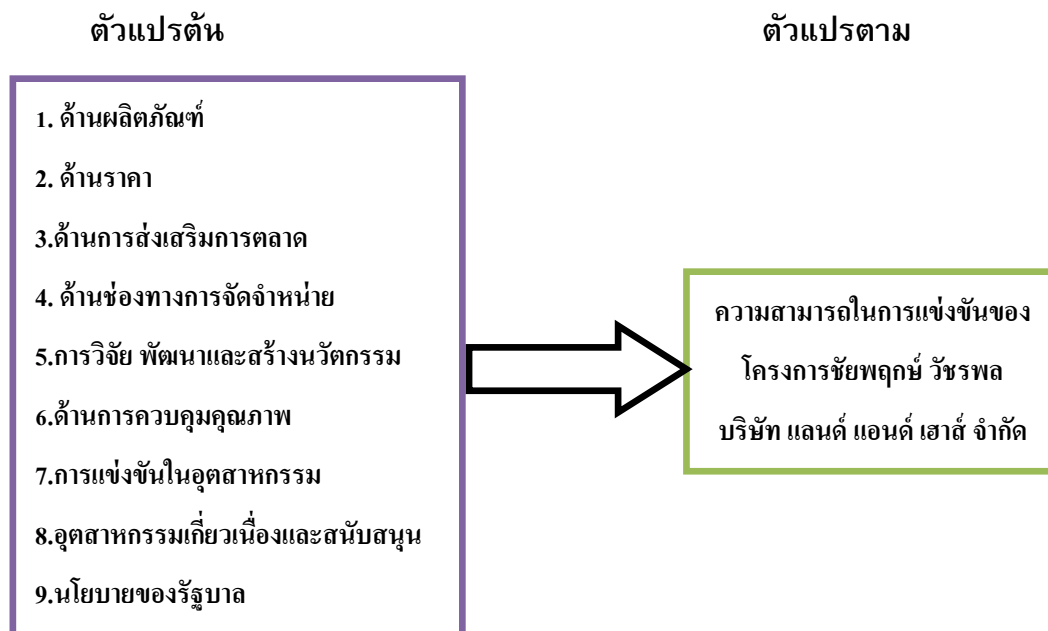 ตัวแปรต้น
ตัวแปรตาม
1. ด้านผลิตภัณฑ์
2. ด้านราคา
3.ด้านการส่งเสริมการตลาด
4. ด้านช่องทางการจัดจำหน่าย
5.การวิจัย พัฒนาและสร้างนวัตกรรม
6.ด้านการควบคุมคุณภาพ
7.การแข่งขันในอุตสาหกรรม
8.อุตสาหกรรมเกี่ยวเนื่องและสนับสนุน
9.นโยบายของรัฐบาล
ความสามารถในการแข่งขันของ
โครงการชัยพฤกษ์ วัชรพล
บริษัท แลนด์ แอนด์ เฮาส์ จำกัด